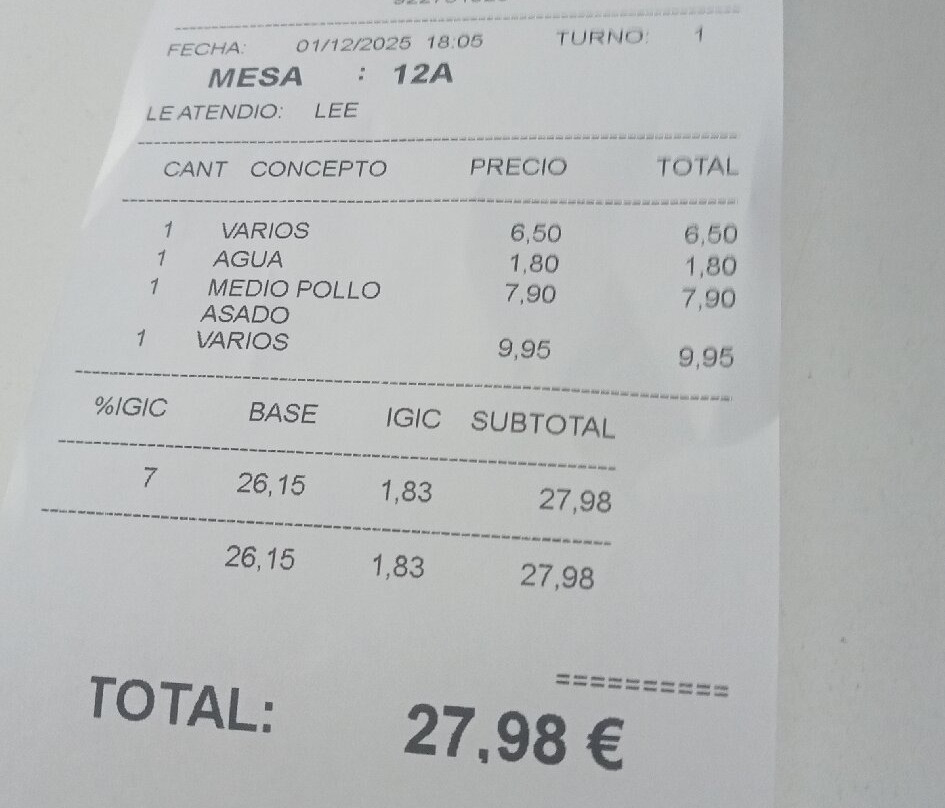 FECHA: 01/12/2025 18:05 TURNO: 1
MESA : 12A
LE ATENDIO: LEE
CANT CONCEPTO PRECIO TOTAL
1 VARIOS 6,50 6,50
1 AGUA 1,80 1,80
1 MEDIO POLLO 7,90 7,90
ASADO
1 VARIOS 9,95 9,95
%IGIC BASE IGIC SUBTOTAL
7 26,15 1,83 27,98
26,15 1,83 27,98
==========
TOTAL: 27,98 €